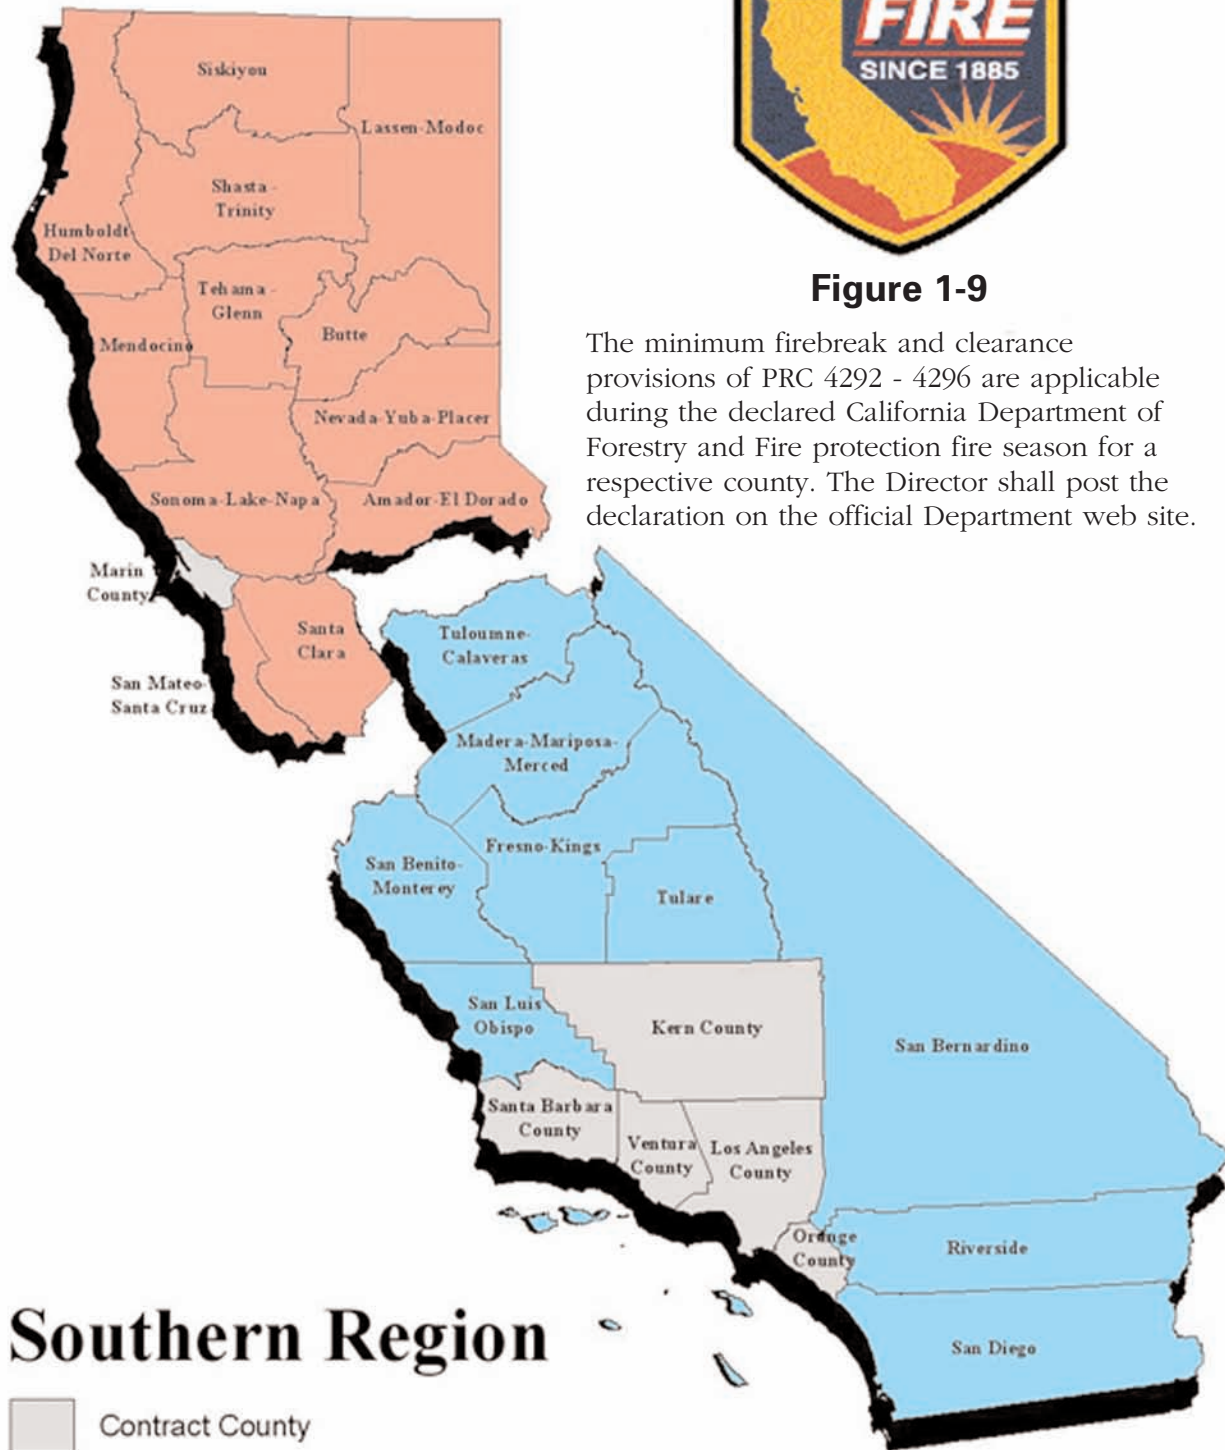 FIRE
SINCE 1885
Figure 1-9
The minimum firebreak and clearance
provisions of PRC 4292 - 4296 are applicable
during the declared California Department of
Forestry and Fire protection fire season for a
respective county. The Director shall post the
declaration on the official Department web site.
Siskiyou
Lassen-Modoc
Shasta-
Trinity
Humboldt
Del Norte
Tehama-
Glenn
Butte
Mendocino
Nevada-Yuba-Placer
Sonoma-Lake-Napa
Amador-El Dorado
Marin
County
Santa
Clara
San Mateo-
Santa Cruz
Tuloumne-
Calaveras
Madera-Mariposa-
Merced
Fresno-Kings
San Benito-
Monterey
Tulare
San Luis
Obispo
Kern County
San Bernardino
Santa Barbara
County
Ventura
County
Los Angeles
County
Orange
County
Riverside
San Diego
Southern Region
Contract County